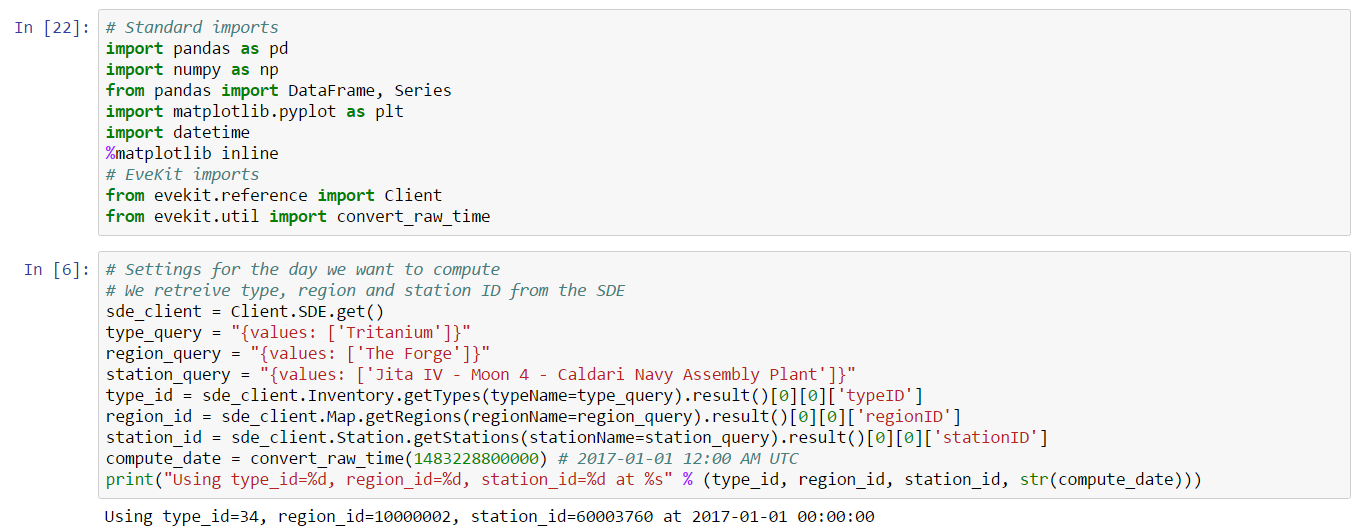 In [22]:
# Standard imports
import pandas as pd
import numpy as np
from pandas import DataFrame, Series
import matplotlib.pyplot as plt
import datetime
%matplotlib inline
# EveKit imports
from evekit.reference import Client
from evekit.util import convert_raw_time
In [6]:
# Settings for the day we want to compute
# We retreive type, region and station ID from the SDE
sde_client = Client.SDE.get()
type_query = "{values: ['Tritanium']}"
region_query = "{values: ['The Forge']}"
station_query = "{values: ['Jita IV - Moon 4 - Caldari Navy Assembly Plant']}"
type_id = sde_client.Inventory.getTypes(typeName=type_query).result()[0][0]['typeID']
region_id = sde_client.Map.getRegions(regionName=region_query).result()[0][0]['regionID']
station_id = sde_client.Station.getStations(stationName=station_query).result()[0][0]['stationID']
compute_date = convert_raw_time(1483228800000) # 2017-01-01 12:00 AM UTC
print("Using type_id=%d, region_id=%d, station_id=%d at %s" % (type_id, region_id, station_id, str(compute_date)))
Using type_id=34, region_id=10000002, station_id=60003760 at 2017-01-01 00:00:00